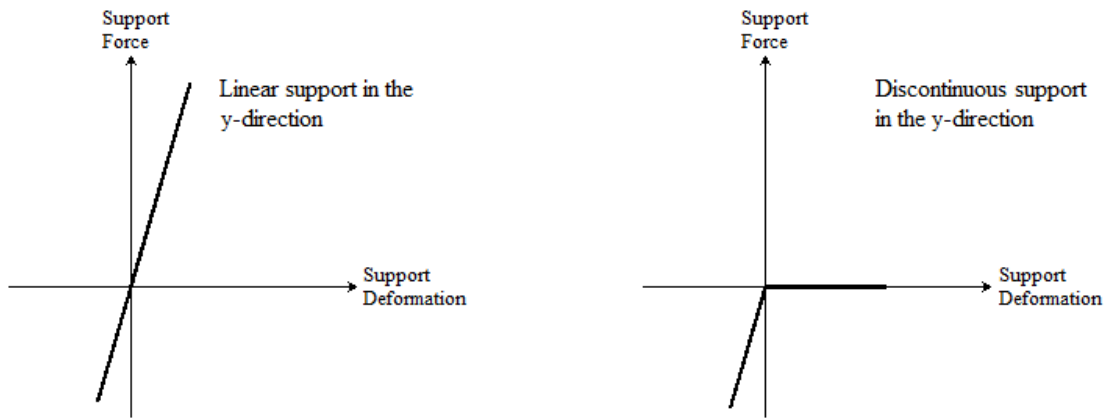 Support
Force
Linear support in the
y-direction
Support
Deformation
Support
Force
Discontinuous support
in the y-direction
Support
Deformation